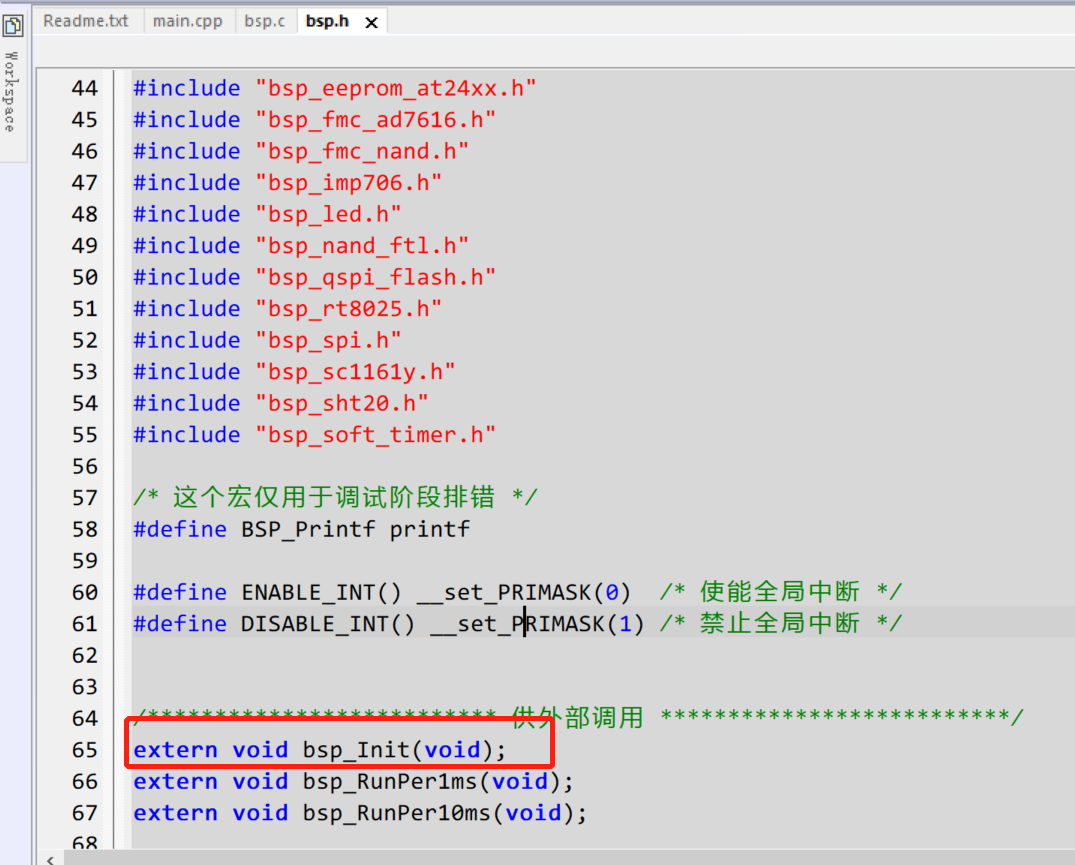 Readme.txt main.cpp bsp.c bsp.h
Workspace
44 #include "bsp_eeprom_at24xx.h"
45 #include "bsp_fmc_ad7616.h"
46 #include "bsp_fmc_nand.h"
47 #include "bsp_imp706.h"
48 #include "bsp_led.h"
49 #include "bsp_nand_ftl.h"
50 #include "bsp_qspi_flash.h"
51 #include "bsp_rt8025.h"
52 #include "bsp_spi.h"
53 #include "bsp_sc1161y.h"
54 #include "bsp_sht20.h"
55 #include "bsp_soft_timer.h"
56
57 /* 这个宏仅用于调试阶段排错 */
58 #define BSP_Printf printf
59
60 #define ENABLE_INT() __set_PRIMASK(0) /* 使能全局中断 */
61 #define DISABLE_INT() __set_PRIMASK(1) /* 禁止全局中断 */
62
63
64 /************************** 供外部调用 **************************/
65 extern void bsp_Init(void);
66 extern void bsp_RunPer1ms(void);
67 extern void bsp_RunPer10ms(void);
68